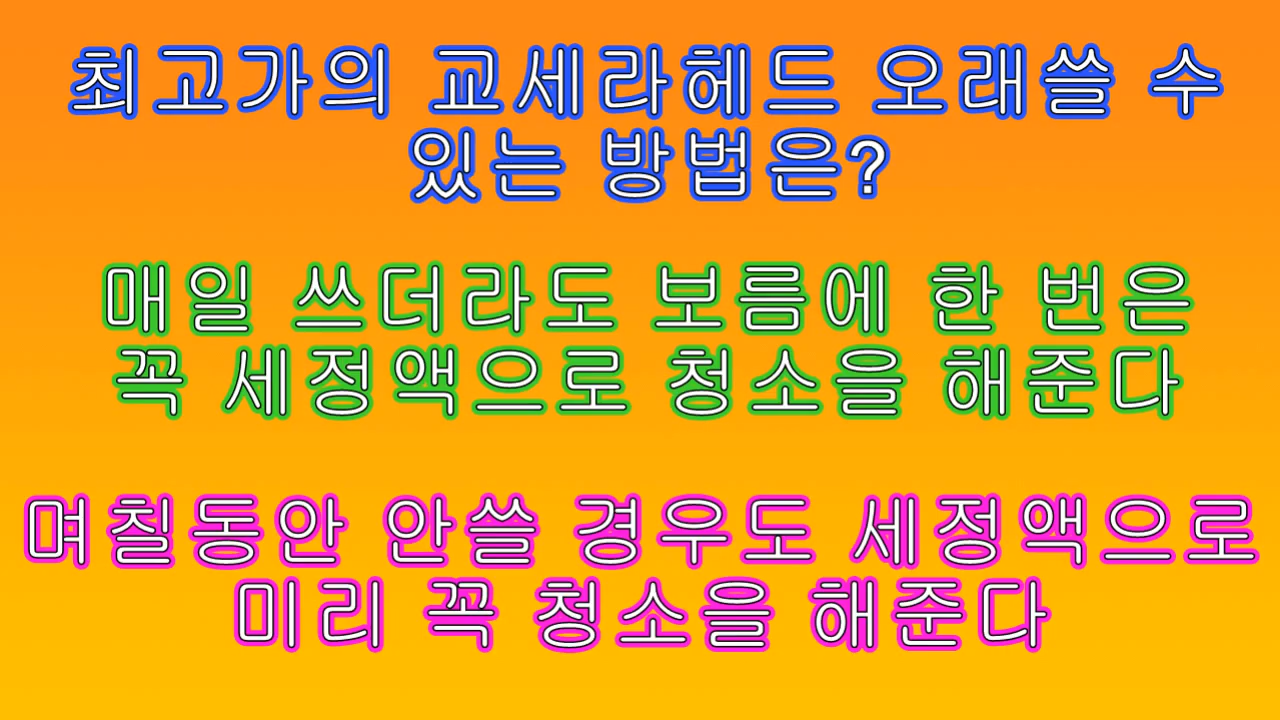 최고가의 교세라헤드 오래쓸 수
있는 방법은?
매일 쓰더라도 보름에 한 번은
꼭 세정액으로 청소을 해준다
며칠동안 안쓸 경우도 세정액으로
미리 꼭 청소을 해준다